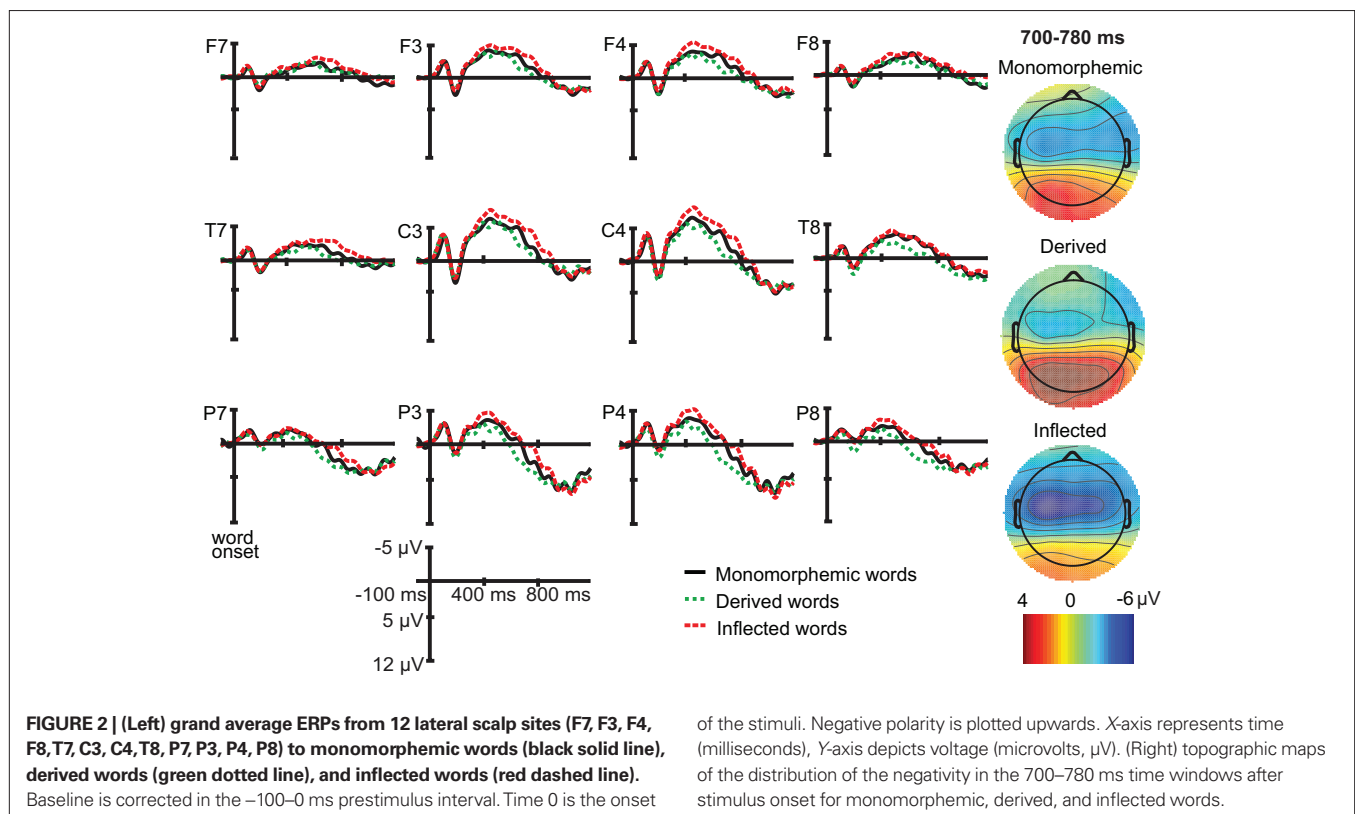 F7
F3
F4
F8
T7
C3
C4
T8
P7
P3
P4
P8
word
onset
-5 µV
-100 ms 400 ms 800 ms
5 µV
12 µV
Monomorphemic words
Derived words
Inflected words
700-780 ms
Monomorphemic
Derived
Inflected
4 0 -6 µV
FIGURE 2 | (Left) grand average ERPs from 12 lateral scalp sites (F7, F3, F4,
F8, T7, C3, C4, T8, P7, P3, P4, P8) to monomorphemic words (black solid line),
derived words (green dotted line), and inflected words (red dashed line).
Baseline is corrected in the –100–0 ms prestimulus interval. Time 0 is the onset
of the stimuli. Negative polarity is plotted upwards. X-axis represents time
(milliseconds), Y-axis depicts voltage (microvolts, µV). (Right) topographic maps
of the distribution of the negativity in the 700–780 ms time windows after
stimulus onset for monomorphemic, derived, and inflected words.